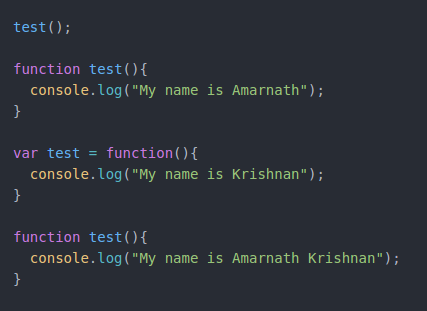 test();
function test(){
  console.log("My name is Amarnath");
}
var test = function(){
  console.log("My name is Krishnan");
}
function test(){
  console.log("My name is Amarnath Krishnan");
}